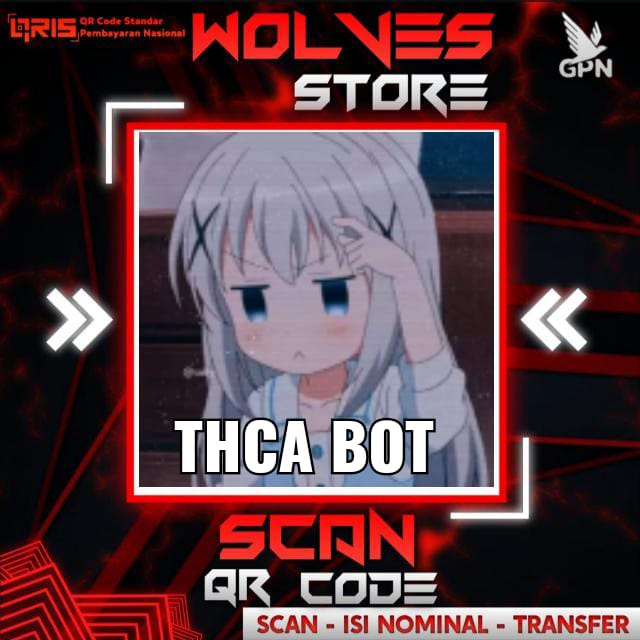 QRIS QR Code Standar
Pembayaran Nasional
WOLVES
STORE
GPN
THCA BOT
SCAN
QR CODE
SCAN - ISI NOMINAL - TRANSFER